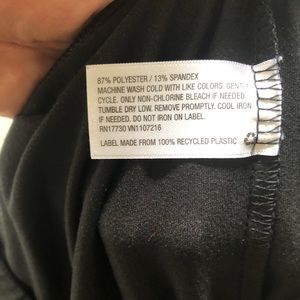 87% POLYESTER / 13% SPANDEX
MACHINE WASH COLD WITH LIKE COLORS. GENTLE
CYCLE. ONLY NON-CHLORINE BLEACH IF NEEDED.
TUMBLE DRY LOW. REMOVE PROMPTLY. COOL IRON
IF NEEDED. DO NOT IRON ON LABEL.
RN17730 VN1107216
LABEL MADE FROM 100% RECYCLED PLASTIC